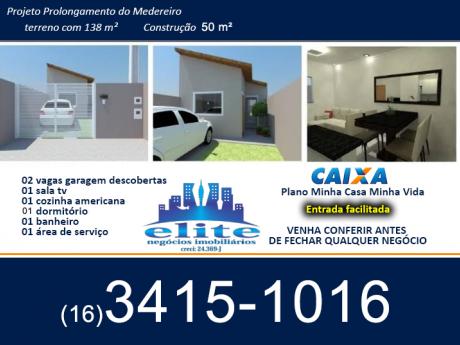 Projeto Prolongamento do Medereiro
terreno com 138 m² Construção 50 m²
02 vagas garagem descobertas
01 sala tv
01 cozinha americana
01 dormitório
01 banheiro
01 área de serviço
elite
negócios imobiliários
creci: 24.369-J
CAIXA
Plano Minha Casa Minha Vida
Entrada facilitada
VENHA CONFERIR ANTES
DE FECHAR QUALQUER NEGÓCIO
(16)3415-1016